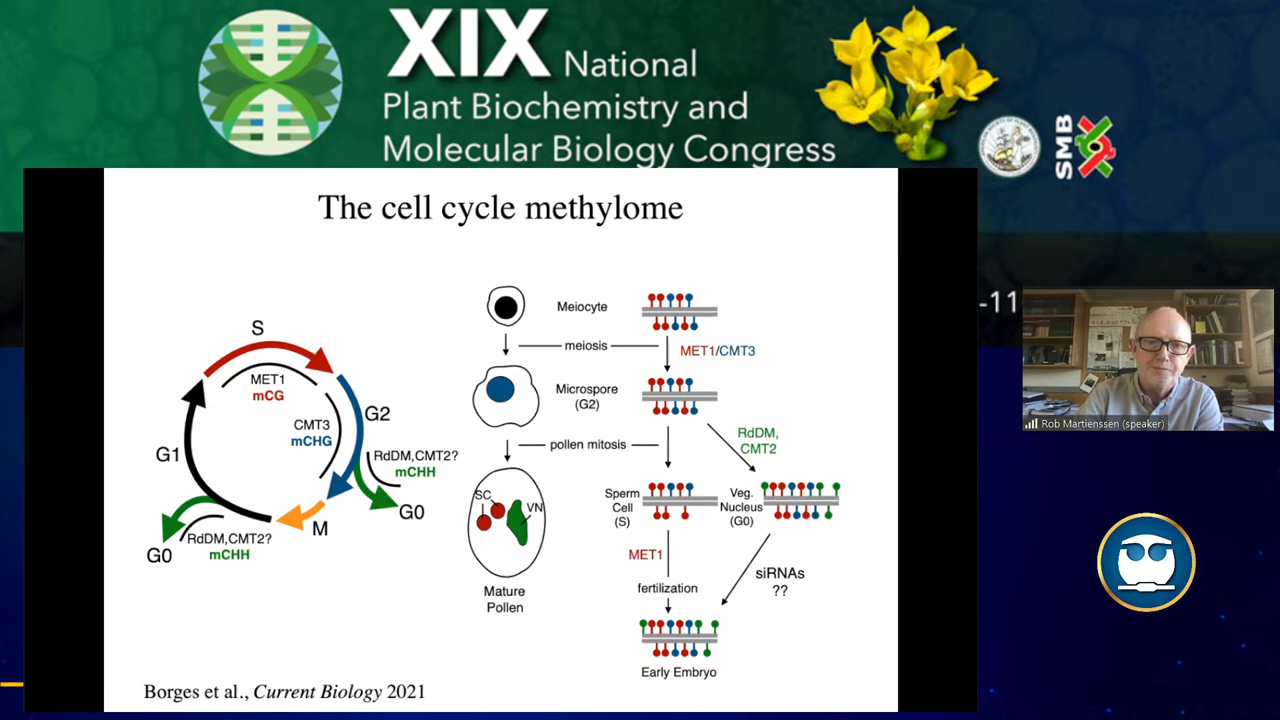 XIX National
Plant Biochemistry and
Molecular Biology Congress
SMB
-11
The cell cycle methylome
S
MET1
mCG
G2
CMT3
mCHG
G1
RdDM,CMT2?
mCHH
G0
M
RdDM,CMT2?
mCHH
G0
Meiocyte
meiosis
MET1/CMT3
Microspore
(G2)
pollen mitosis
RdDM,
CMT2
SC
VN
Sperm
Cell
(S)
Veg.
Nucleus
(G0)
MET1
fertilization
siRNAs
??
Mature
Pollen
Early Embryo
Borges et al., Current Biology 2021
Rob Martienssen (speaker)